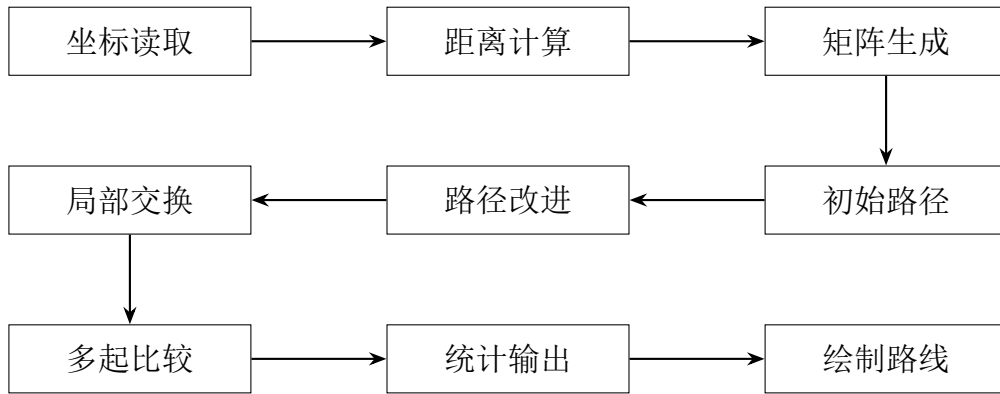 坐标读取
距离计算
矩阵生成
局部交换
路径改进
初始路径
多起比较
统计输出
绘制路线